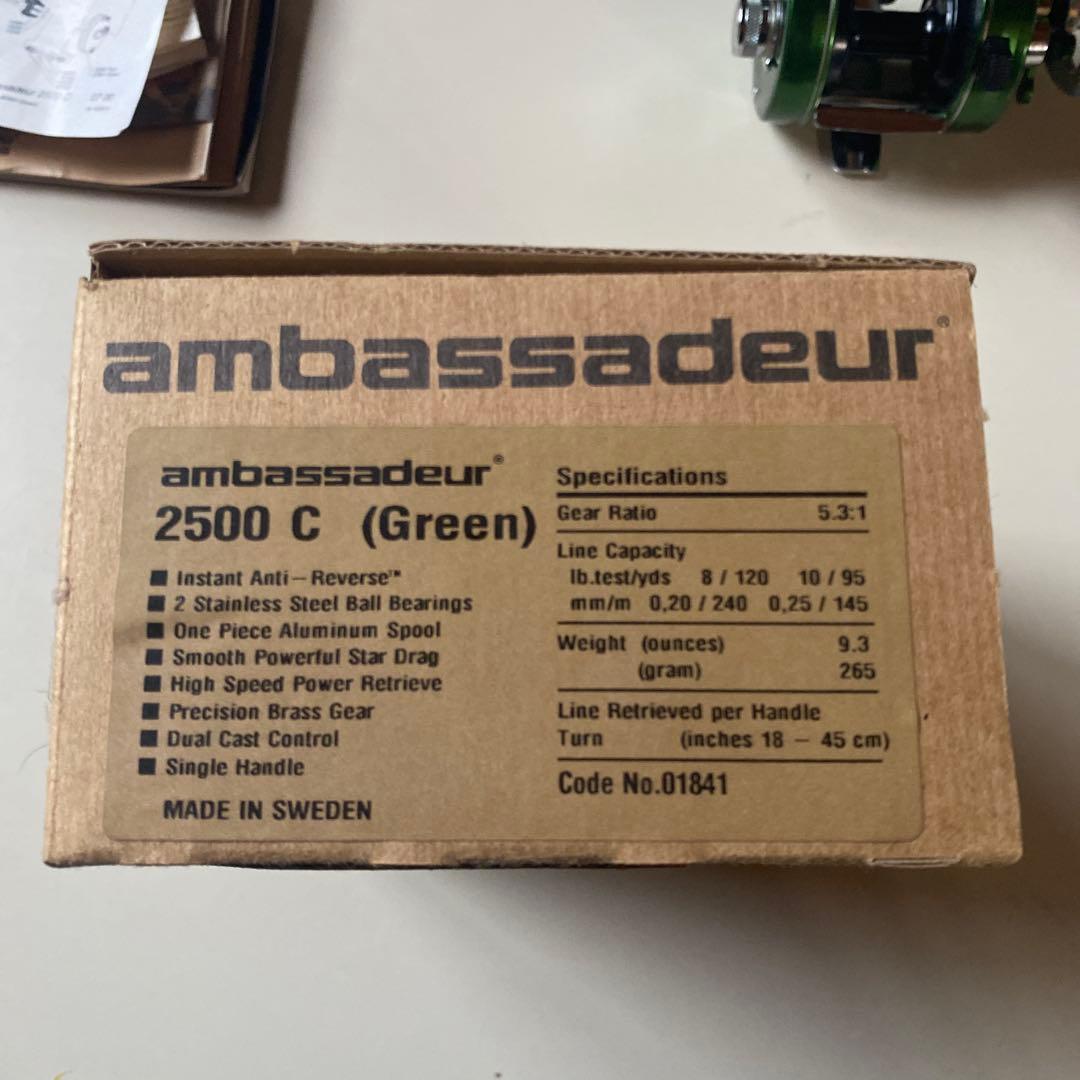 ambassadeur®
ambassadeur®
2500 C (Green)
■ Instant Anti-Reverse™
■ 2 Stainless Steel Ball Bearings
■ One Piece Aluminum Spool
■ Smooth Powerful Star Drag
■ High Speed Power Retrieve
■ Precision Brass Gear
■ Dual Cast Control
■ Single Handle
MADE IN SWEDEN
Specifications
Gear Ratio 5.3:1
Line Capacity
lb.test/yds 8 / 120 10 / 95
mm/m 0,20 / 240 0,25 / 145
Weight (ounces) 9.3
(gram) 265
Line Retrieved per Handle
Turn (inches 18 – 45 cm)
Code No.01841